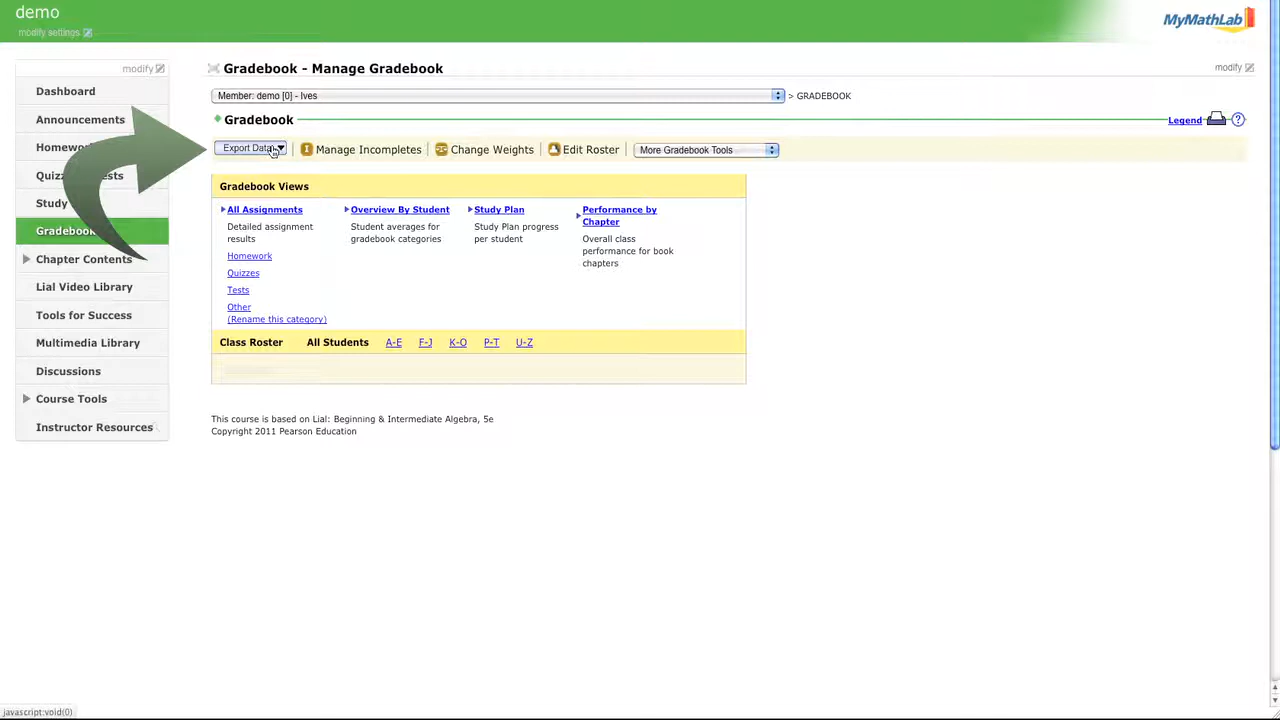 demo
modify settings
MyMathLab
modify
Dashboard
Announcements
Homew
Quiz sts
Study
Gradebook
Chapter Contents
Lial Video Library
Tools for Success
Multimedia Library
Discussions
Course Tools
Instructor Resources
Gradebook - Manage Gradebook
modify
Member: demo [0] - Ives
> GRADEBOOK
Gradebook
Legend
?
Export Data
Manage Incompletes
Change Weights
Edit Roster
More Gradebook Tools
Gradebook Views
All Assignments
Detailed assignment
results
Homework
Quizzes
Tests
Other
(Rename this category)
Overview By Student
Student averages for
gradebook categories
Study Plan
Study Plan progress
per student
Performance by
Chapter
Overall class
performance for book
chapters
Class Roster All Students A-E F-J K-O P-T U-Z
This course is based on Lial: Beginning & Intermediate Algebra, 5e
Copyright 2011 Pearson Education
javascript:void(0)